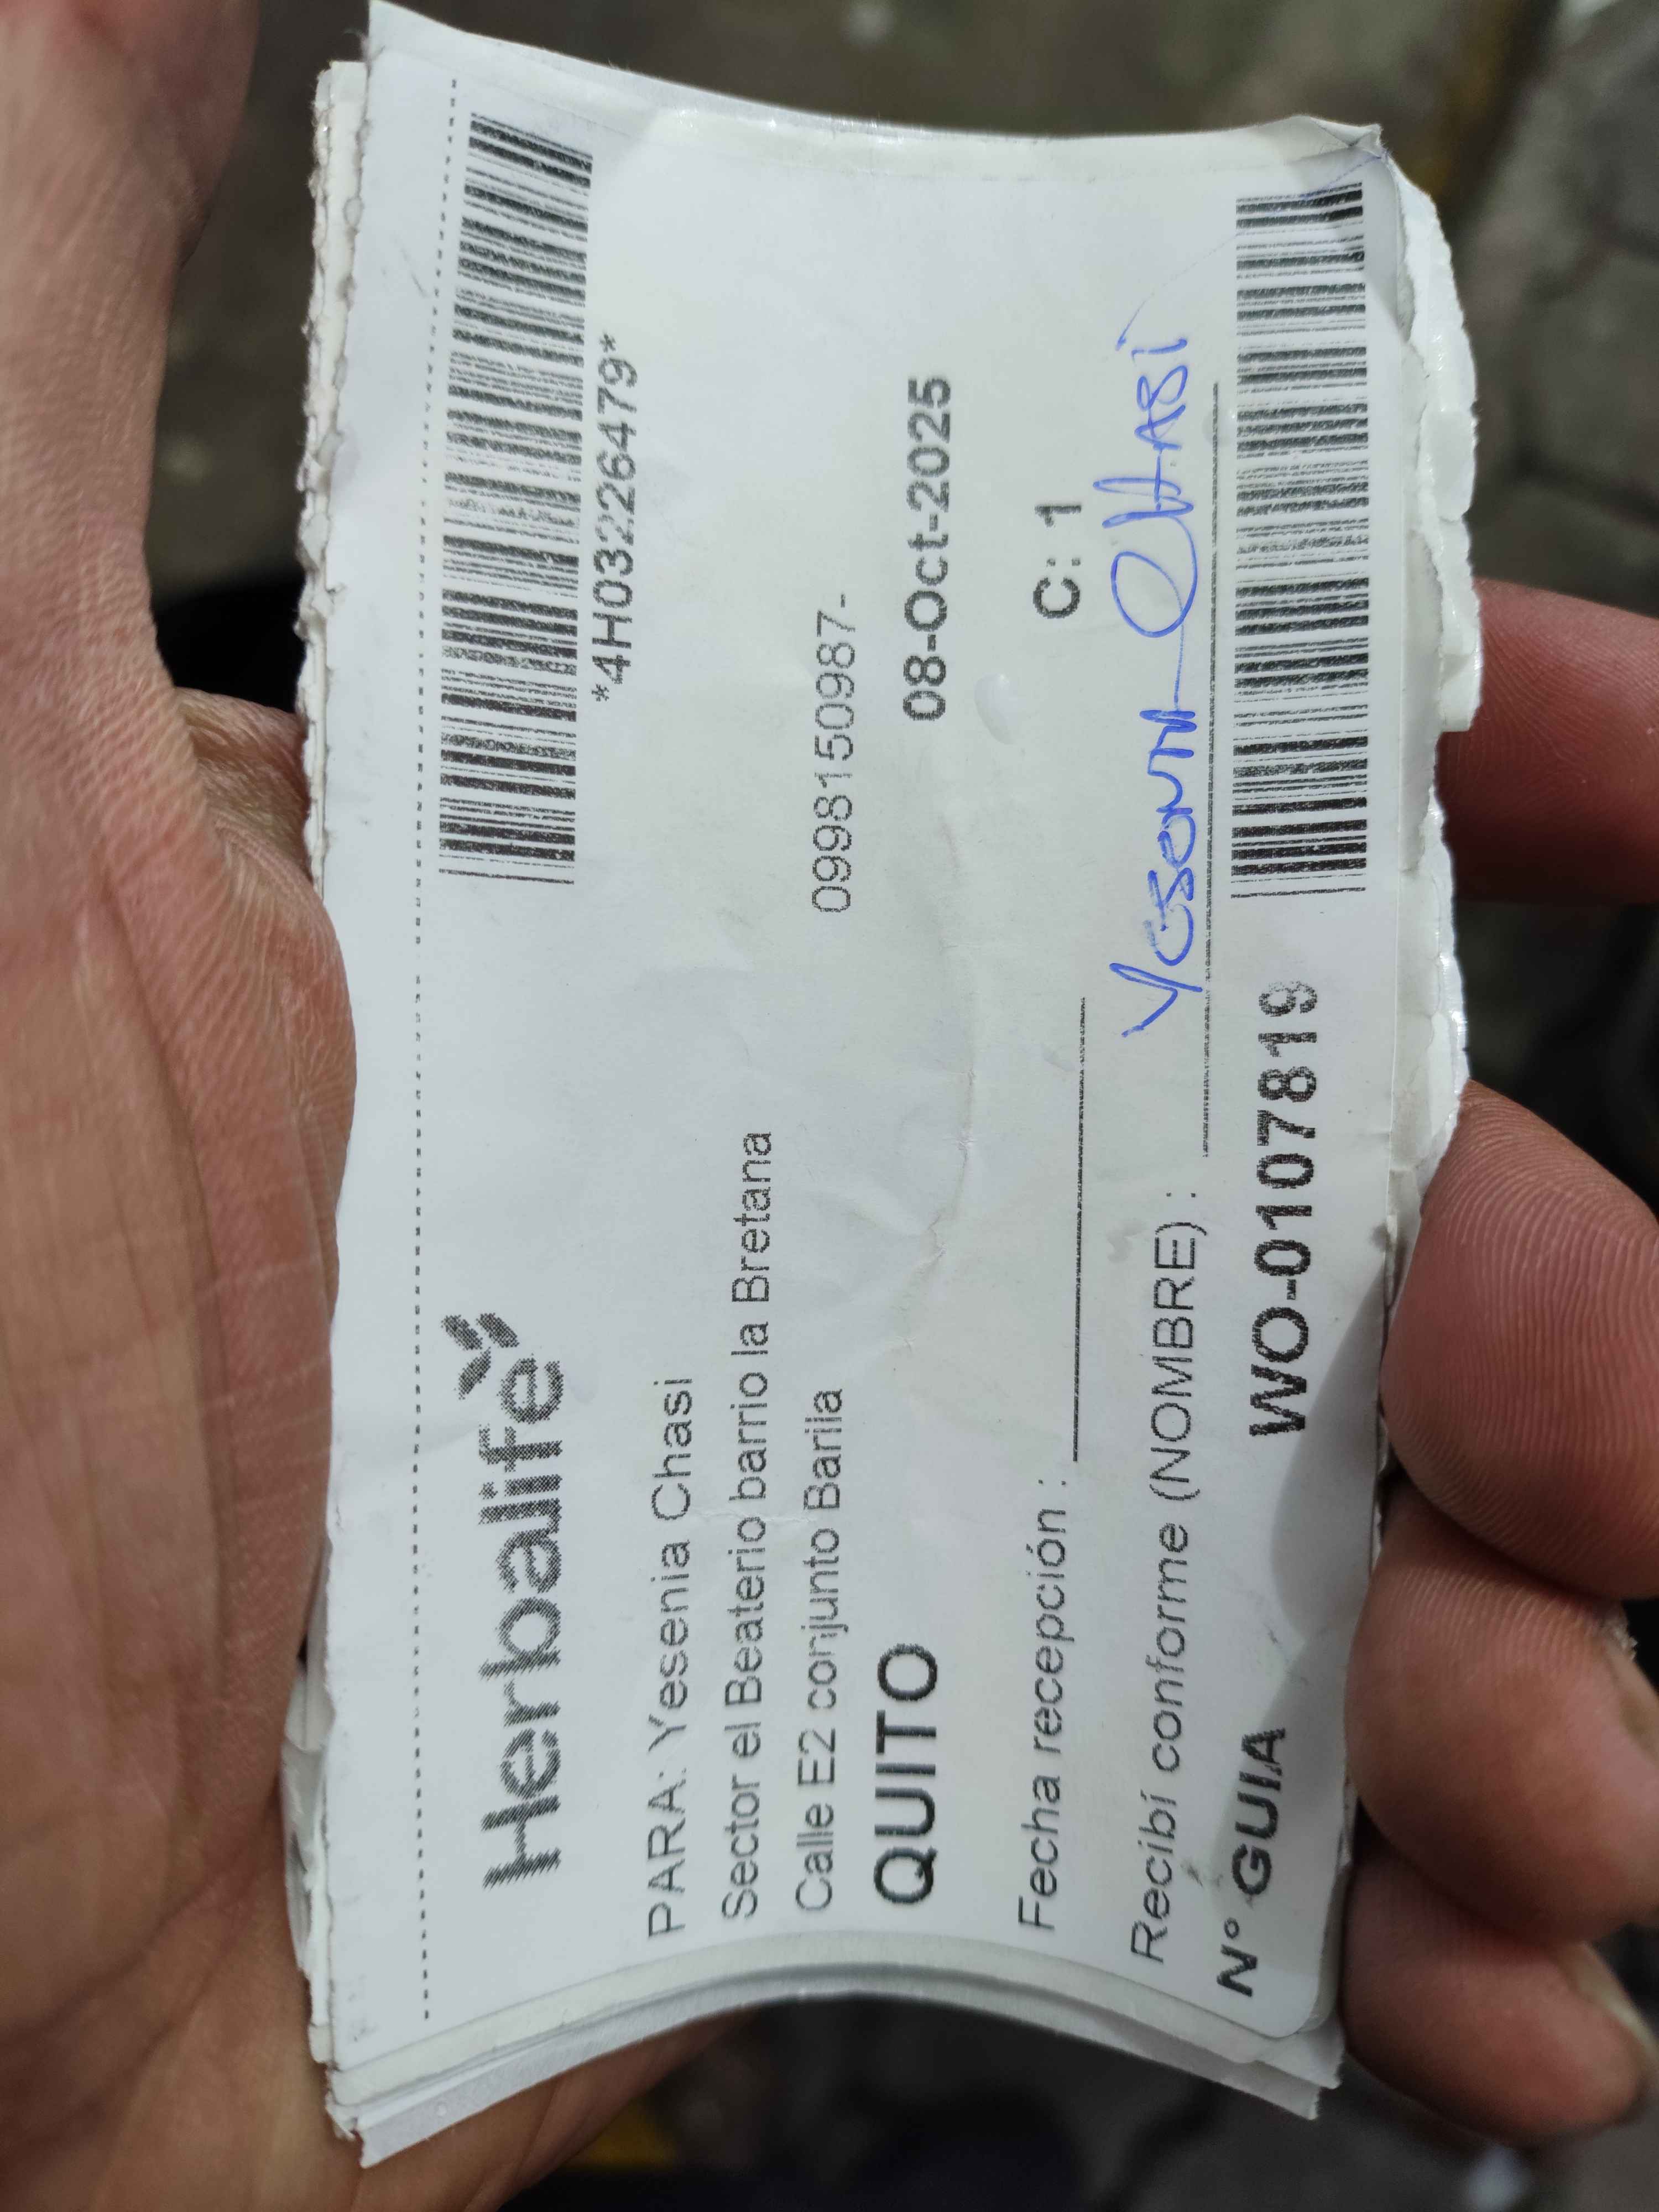 Herbalife
*4H03226479*
PARA: Yesenia Chasi
Sector el Beaterio barrio la Bretana
Calle E2 conjunto Barila
0998150987-
QUITO
08-Oct-2025
Fecha recepción :
C: 1
Recibí conforme (NOMBRE) : Yesenia Chasi
N° GUIA WO-0107819